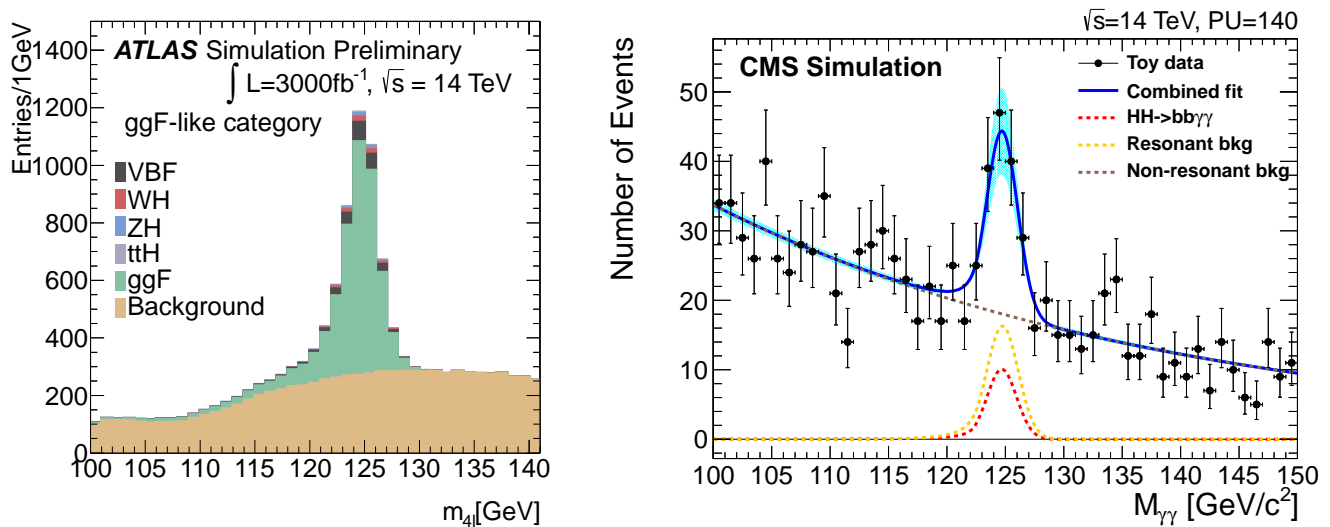 ATLAS Simulation Preliminary
∫ L=3000fb⁻¹, √s = 14 TeV
ggF-like category
VBF
WH
ZH
ttH
ggF
Background
Entries/1GeV
1400
1200
1000
800
600
400
200
0
100 105 110 115 120 125 130 135 140
m4l[GeV]
√s=14 TeV, PU=140
CMS Simulation
Toy data
Combined fit
HH->bbγγ
Resonant bkg
Non-resonant bkg
Number of Events
50
40
30
20
10
0
100 105 110 115 120 125 130 135 140 145 150
Mγγ [GeV/c²]